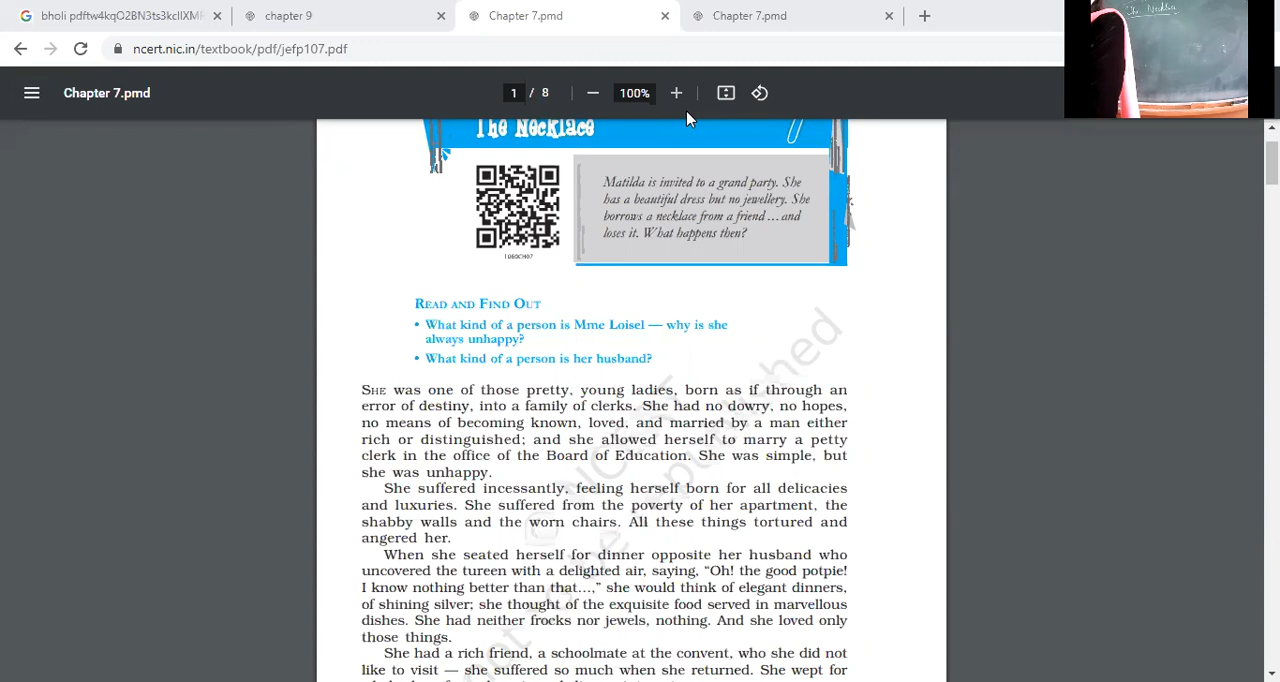 bholi pdftw4kqO2BN3ts3kcIIXMF
chapter 9
Chapter 7.pmd
Chapter 7.pmd
ncert.nic.in/textbook/pdf/jefp107.pdf
The Necklace
Chapter 7.pmd
1 / 8
100%
The Necklace
Matilda is invited to a grand party. She
has a beautiful dress but no jewellery. She
borrows a necklace from a friend ...and
loses it. What happens then?
1060CH07
READ AND FIND OUT
• What kind of a person is Mme Loisel — why is she
always unhappy?
• What kind of a person is her husband?
SHE was one of those pretty, young ladies, born as if through an
error of destiny, into a family of clerks. She had no dowry, no hopes,
no means of becoming known, loved, and married by a man either
rich or distinguished; and she allowed herself to marry a petty
clerk in the office of the Board of Education. She was simple, but
she was unhappy.
She suffered incessantly, feeling herself born for all delicacies
and luxuries. She suffered from the poverty of her apartment, the
shabby walls and the worn chairs. All these things tortured and
angered her.
When she seated herself for dinner opposite her husband who
uncovered the tureen with a delighted air, saying, “Oh! the good potpie!
I know nothing better than that...,” she would think of elegant dinners,
of shining silver; she thought of the exquisite food served in marvellous
dishes. She had neither frocks nor jewels, nothing. And she loved only
those things.
She had a rich friend, a schoolmate at the convent, who she did not
like to visit — she suffered so much when she returned. She wept for
© NCERT
not to be republished